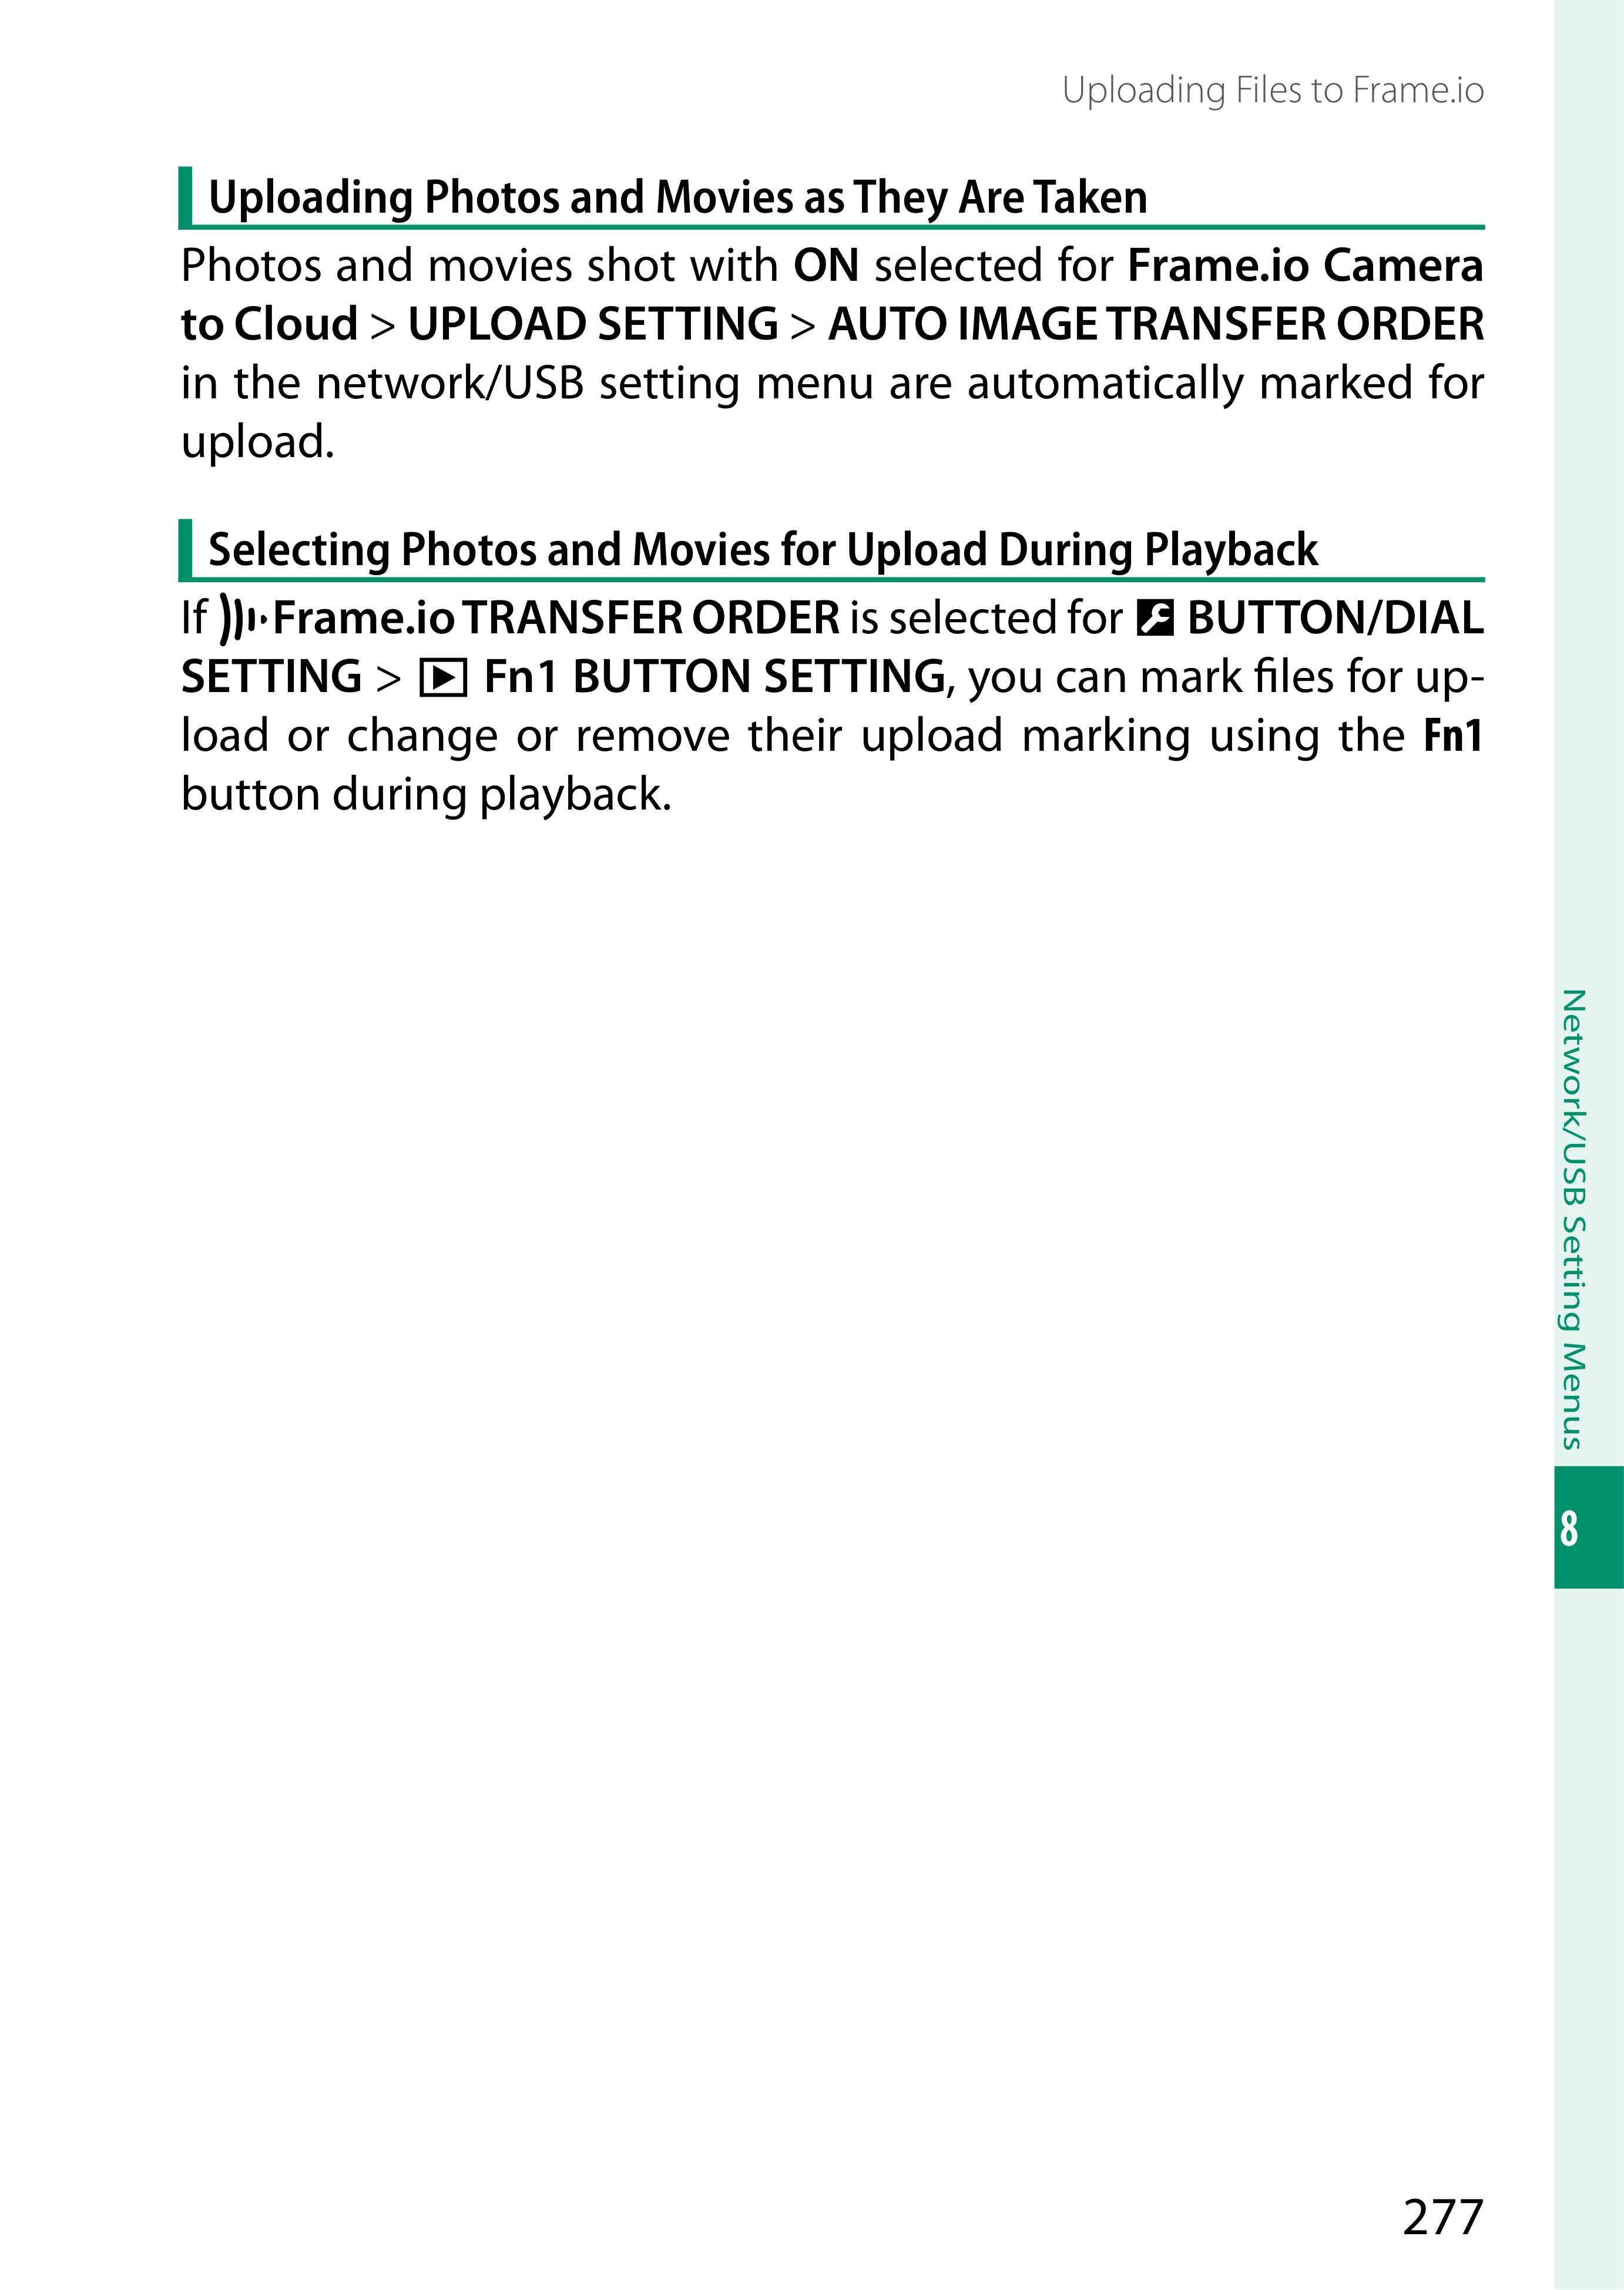 Uploading Files to Frame.io
Uploading Photos and Movies as They Are Taken
Photos and movies shot with ON selected for Frame.io Camera
to Cloud > UPLOAD SETTING > AUTO IMAGE TRANSFER ORDER
in the network/USB setting menu are automatically marked for
upload.
Selecting Photos and Movies for Upload During Playback
If Frame.io TRANSFER ORDER is selected for BUTTON/DIAL
SETTING > Fn1 BUTTON SETTING, you can mark files for up-
load or change or remove their upload marking using the Fn1
button during playback.
Network/USB Setting Menus
8
277